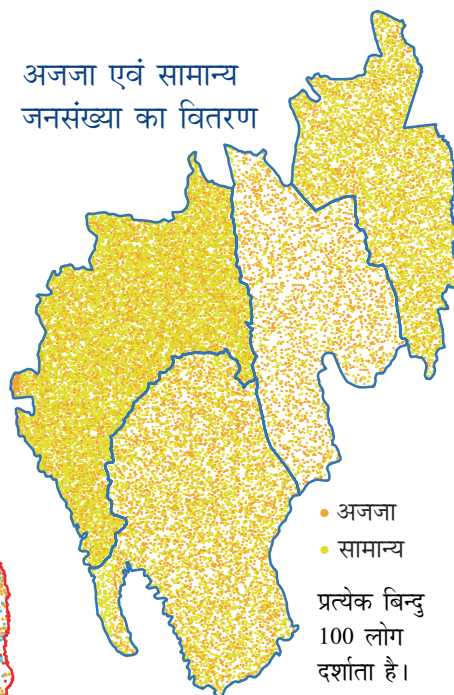 अजजा एवं सामान्य
जनसंख्या का वितरण
अजजा
सामान्य
प्रत्येक बिन्दु
100 लोग
दर्शाता है।